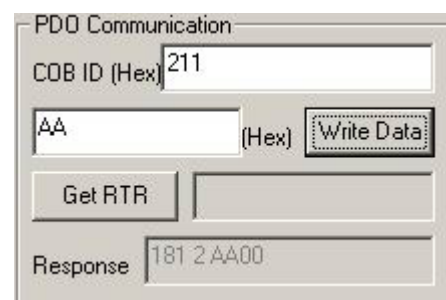 PDO Communication
COB ID (Hex) 211
AA (Hex) Write Data
Get RTR
Response 181 2 AA00